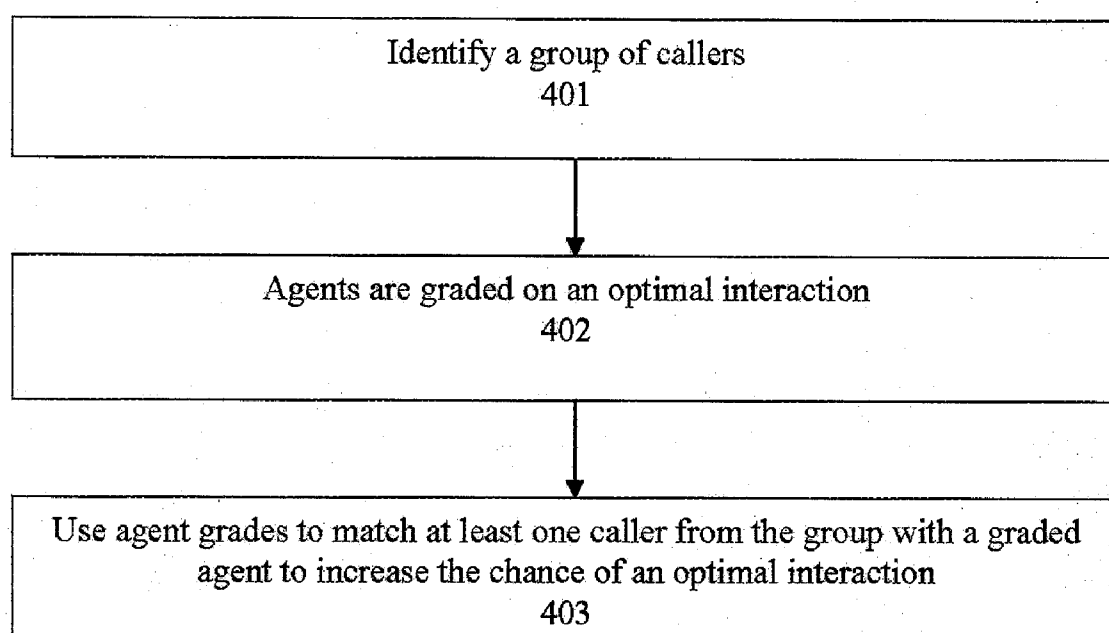 Identify a group of callers
401
Agents are graded on an optimal interaction
402
Use agent grades to match at least one caller from the group with a graded
agent to increase the chance of an optimal interaction
403